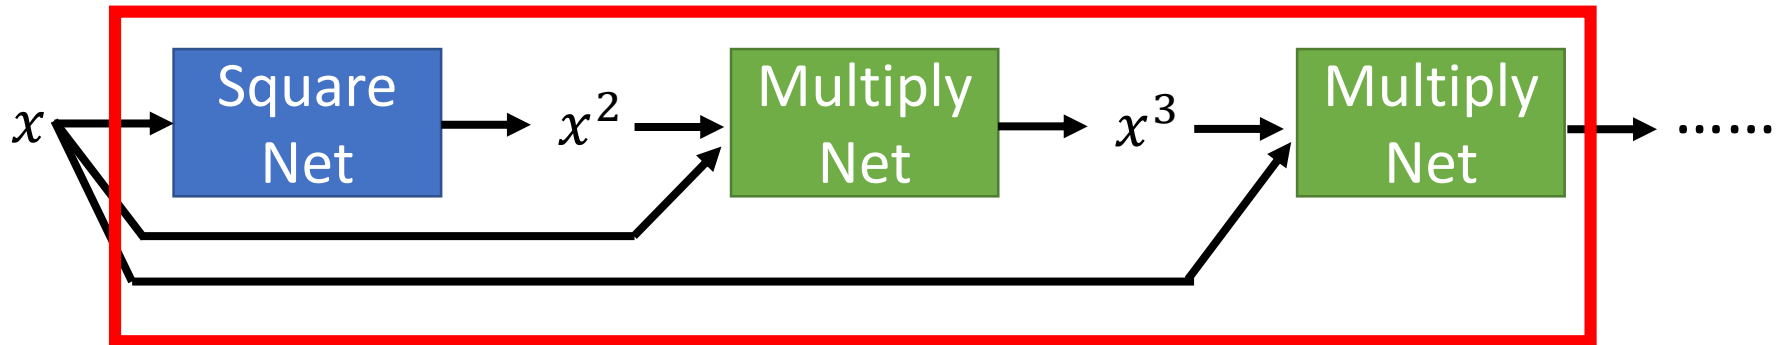 x
Square
Net
x²
Multiply
Net
x³
Multiply
Net
......